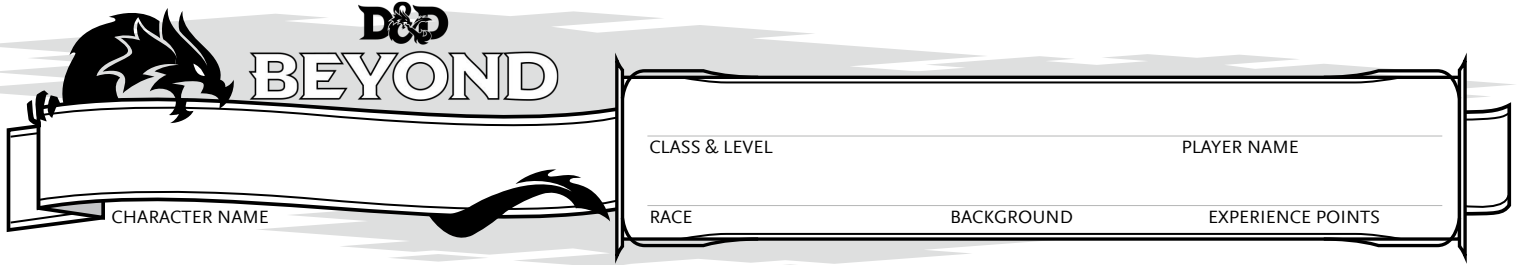 D&D
BEYOND
CLASS & LEVEL PLAYER NAME
CHARACTER NAME
RACE BACKGROUND EXPERIENCE POINTS